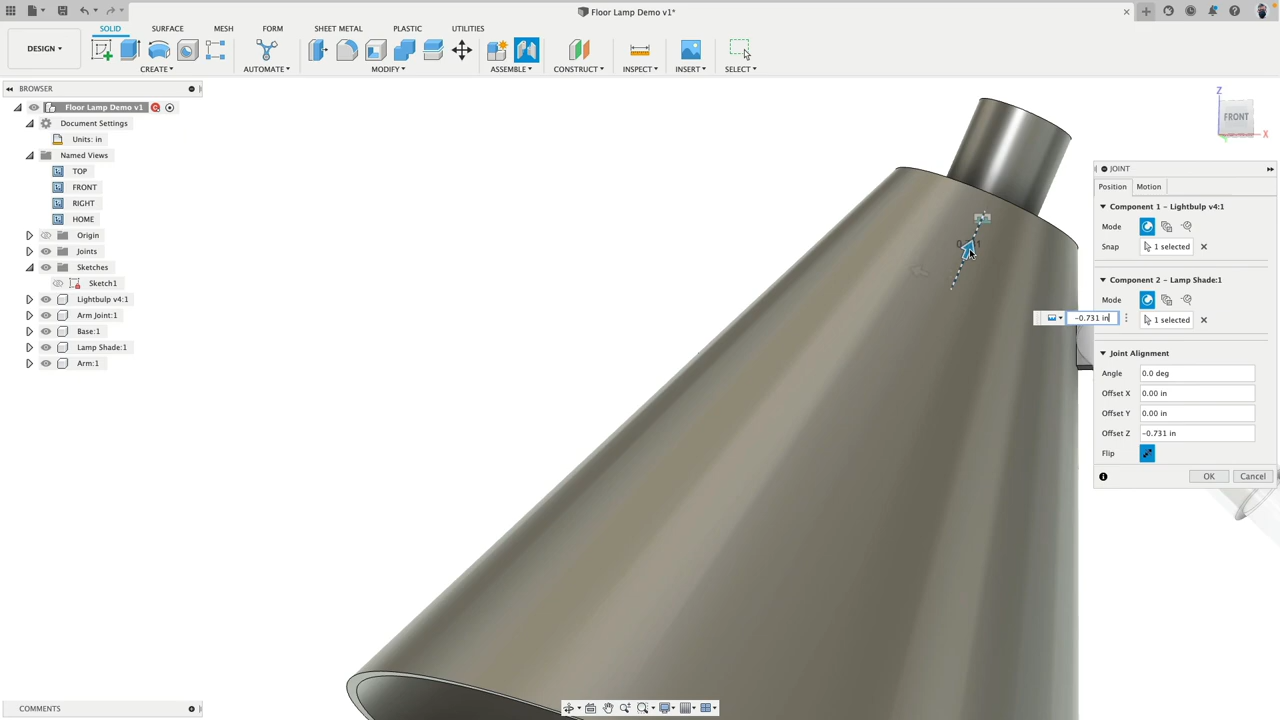 Floor Lamp Demo v1*
SOLID SURFACE FORM SHEET METAL MESH PLASTIC UTILITIES
DESIGN ▾
CREATE ▾ AUTOMATE ▾ MODIFY ▾ ASSEMBLE ▾ CONSTRUCT ▾ INSPECT ▾ INSERT ▾ SELECT ▾
BROWSER
Floor Lamp Demo v1
Document Settings
Units: in
Named Views
TOP
FRONT
RIGHT
HOME
Origin
Joints
Sketches
Sketch1
Lightbulp v4:1
Arm Joint:1
Base:1
Lamp Shade:1
Arm:1
Z
FRONT
X
−0.731 in
JOINT
Position Motion
Component 1 – Lightbulp v4:1
Mode
Snap 1 selected
Component 2 – Lamp Shade:1
Mode
1 selected
Joint Alignment
Angle 0.0 deg
Offset X 0.00 in
Offset Y 0.00 in
Offset Z −0.731 in
Flip
OK Cancel
COMMENTS